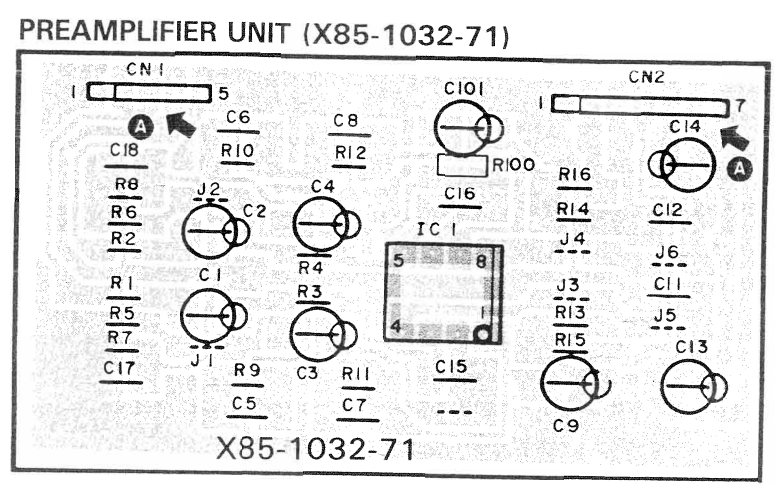 PREAMPLIFIER UNIT (X85-1032-71)
CN1
1 5
A
CN2
1 7
A
C101
R100
C6
R10
C8
R12
C18
R8
R6
R2
J2
C2
C4
R4
C16
IC1
5 8
4 1
C14
R16
R14
J4
C12
J6
R1
R5
R7
C17
C1
J1
R3
C3
J3
R13
R15
C9
C11
J5
C13
R9
C5
R11
C7
C15
X85-1032-71